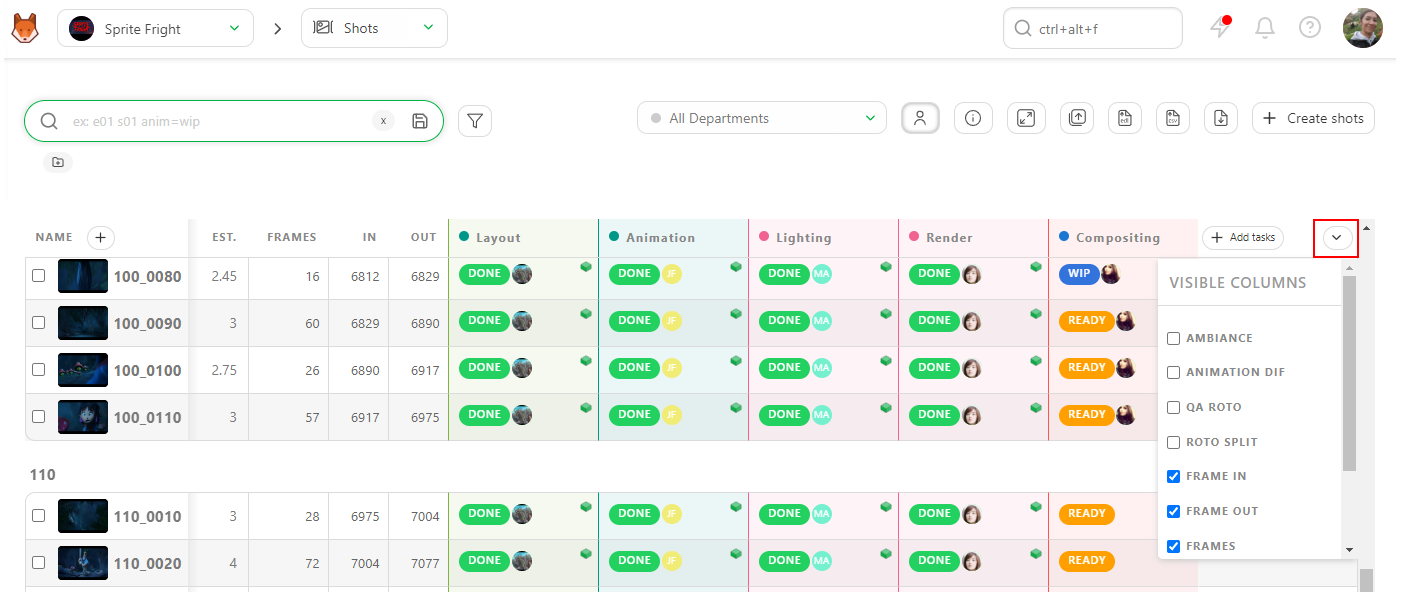 Sprite Fright
Shots
ctrl+alt+f
ex: e01 s01 anim=wip
x
All Departments
Create shots
NAME EST. FRAMES IN OUT Layout Animation Lighting Render Compositing Add tasks
100_0080 2.45 16 6812 6829 DONE DONE JF DONE MA DONE WIP
100_0090 3 60 6829 6890 DONE DONE JF DONE MA DONE READY
100_0100 2.75 26 6890 6917 DONE DONE JF DONE MA DONE READY
100_0110 3 57 6917 6975 DONE DONE JF DONE MA DONE READY
110
110_0010 3 28 6975 7004 DONE DONE JF DONE MA DONE READY
110_0020 4 72 7004 7077 DONE DONE JF DONE MA DONE READY
VISIBLE COLUMNS
AMBIANCE
ANIMATION DIF
QA ROTO
ROTO SPLIT
FRAME IN
FRAME OUT
FRAMES